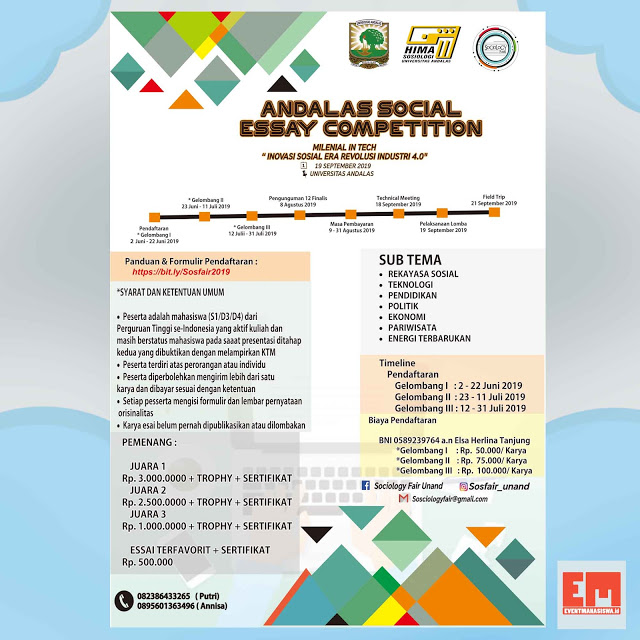 HIMA
SOSIOLOGI
UNIVERSITAS ANDALAS
ANDALAS SOCIAL
ESSAY COMPETITION
MILENIAL IN TECH
" INOVASI SOSIAL ERA REVOLUSI INDUSTRI 4.0"
19 SEPTEMBER 2019
UNIVERSITAS ANDALAS
Pendaftaran
* Gelombang I
2 Juni - 22 Juni 2019
* Gelombang II
23 Juni - 11 Juli 2019
* Gelombang III
12 Julii - 31 Juli 2019
Pengunguman 12 Finalis
8 Agustus 2019
Masa Pembayaran
9 - 31 Agustus 2019
Technical Meeting
18 September 2019
Pelaksanaan Lomba
19 September 2019
Field Trip
21 September 2019
Panduan & Formulir Pendaftaran :
https://bit.ly/Sosfair2019
*SYARAT DAN KETENTUAN UMUM
• Peserta adalah mahasiswa (S1/D3/D4) dari
Perguruan Tinggi se-Indonesia yang aktif kuliah dan
masih berstatus mahasiswa pada saaat presentasi ditahap
kedua yang dibuktikan dengan melampirkan KTM
• Peserta terdiri atas perorangan atau individu
• Peserta diperbolehkan mengirim lebih dari satu
karya dan dibayar sesuai dengan ketentuan
• Setiap peserta mengisi formulir dan lembar pernyataan
orisinalitas
• Karya esai belum pernah dipublikasikan atau dilombakan
PEMENANG :
JUARA 1
Rp. 3.000.0000 + TROPHY + SERTIFIKAT
JUARA 2
Rp. 2.500.0000 + TROPHY + SERTIFIKAT
JUARA 3
Rp. 1.000.0000 + TROPHY + SERTIFIKAT
ESSAI TERFAVORIT + SERTIFIKAT
Rp. 500.000
082386433265 ( Putri)
0895601363496 ( Annisa)
SUB TEMA
• REKAYASA SOSIAL
• TEKNOLOGI
• PENDIDIKAN
• POLITIK
• EKONOMI
• PARIWISATA
• ENERGI TERBARUKAN
Timeline
Pendaftaran
Gelombang I : 2 - 22 Juni 2019
Gelombang II : 23 - 11 Juli 2019
Gelombang III : 12 - 31 Juli 2019
Biaya Pendaftaran
BNI 0589239764 a.n Elsa Herlina Tanjung
*Gelombang I : Rp. 50.000/ Karya
*Gelombang II : Rp. 75.000/ Karya
*Gelombang III : Rp. 100.000/ Karya
Sociology Fair Unand
Sosfair_unand
Sosciologyfair@gmail.com
EM
EVENTMAHASISWA.id